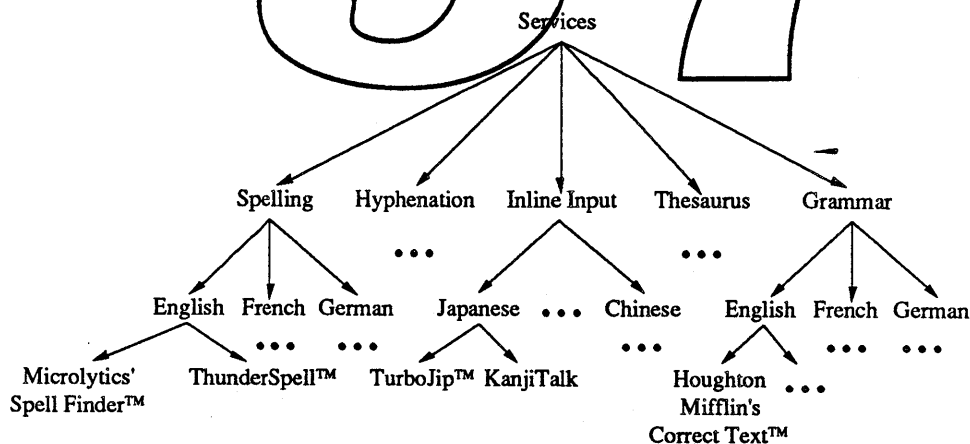 Services
Spelling Hyphenation Inline Input Thesaurus Grammar
••• •••
English French German Japanese ••• Chinese English French German
••• ••• ••• ••• •••
Microlytics' ThunderSpell™ TurboJip™ KanjiTalk Houghton •••
Spell Finder™ Mifflin's
Correct Text™